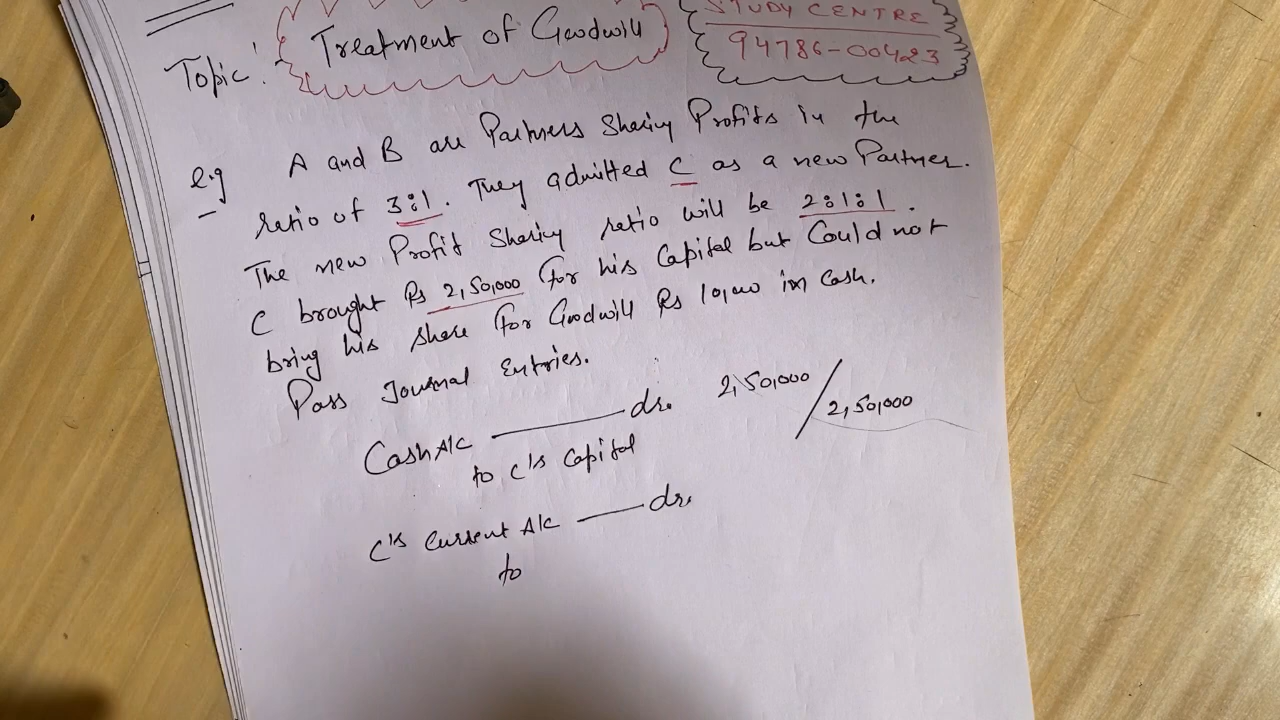 STUDY CENTRE
94786-00423
Topic:- Treatment of Goodwill
e.g A and B are Partners Sharing Profits in the
ratio of 3:1. They admitted C as a new Partner.
The new Profit Sharing ratio will be 2:1:1.
C brought Rs 2,50,000 for his Capital but Could not
bring his share for Goodwill Rs 10,000 in Cash.
Pass Journal Entries.
Cash A/c dr. 2,50,000
to C's Capital 2,50,000
C's Current A/c dr.
to